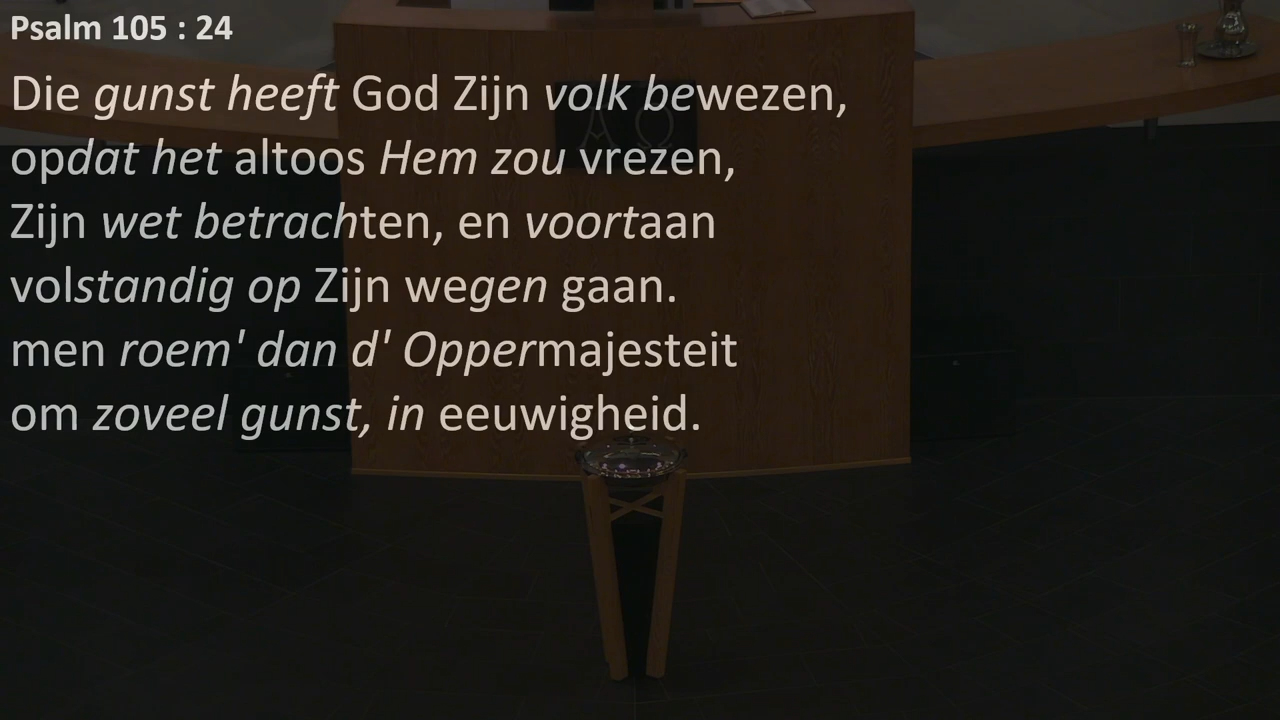 Psalm 105 : 24
Die gunst heeft God Zijn volk bewezen,
opdat het altoos Hem zou vrezen,
Zijn wet betrachten, en voortaan
volstandig op Zijn wegen gaan.
men roem' dan d' Oppermajesteit
om zoveel gunst, in eeuwigheid.
Α Ω